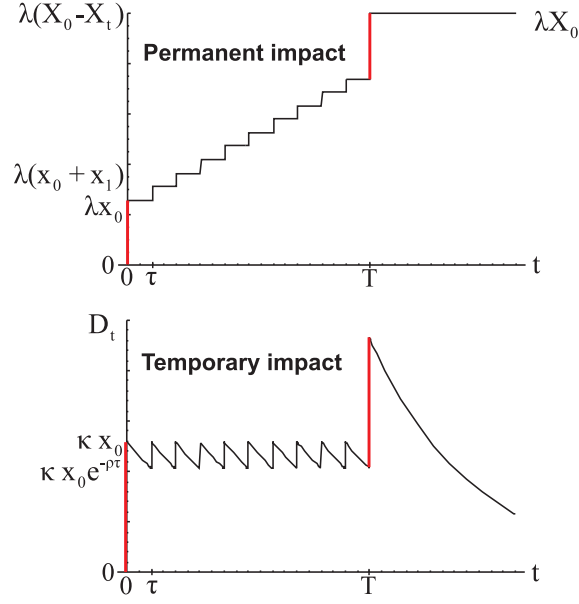 λ(X₀-Xₜ)
Permanent impact
λX₀
λ(x₀ + x₁)
λx₀
0
0 τ T t
Dₜ
Temporary impact
κ x₀
κ x₀e^-ρτ
0
0 τ T t